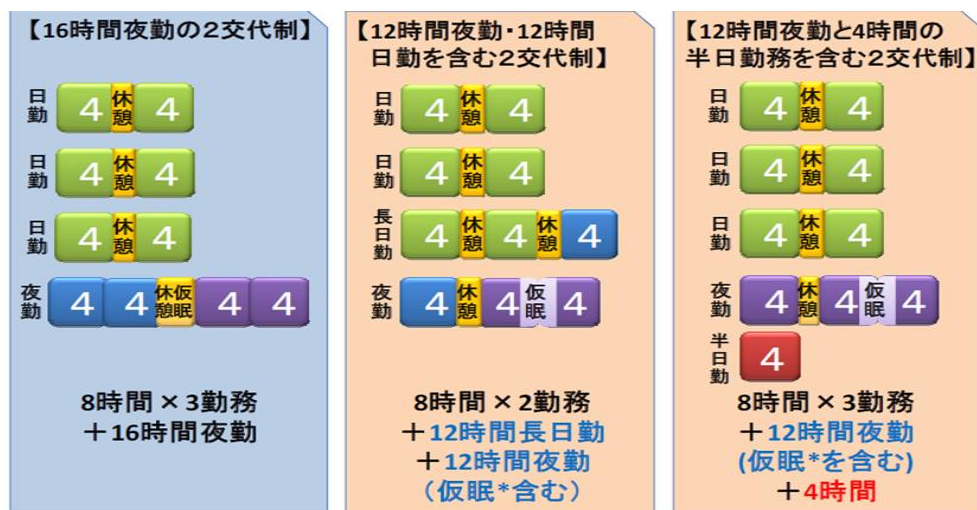 【16時間夜勤の２交代制】
日勤 4 休憩 4
日勤 4 休憩 4
日勤 4 休憩 4
夜勤 4 4 休憩 仮眠 4 4
8時間×3勤務
＋16時間夜勤
【12時間夜勤・12時間
日勤を含む２交代制】
日勤 4 休憩 4
日勤 4 休憩 4
長日勤 4 休憩 4 休憩 4
夜勤 4 休憩 4 仮眠 4
8時間×2勤務
＋12時間長日勤
＋12時間夜勤
（仮眠*含む）
【12時間夜勤と4時間の
半日勤務を含む２交代制】
日勤 4 休憩 4
日勤 4 休憩 4
日勤 4 休憩 4
夜勤 4 休憩 4 仮眠 4
半日勤 4
8時間×3勤務
＋12時間夜勤
(仮眠*を含む)
＋4時間